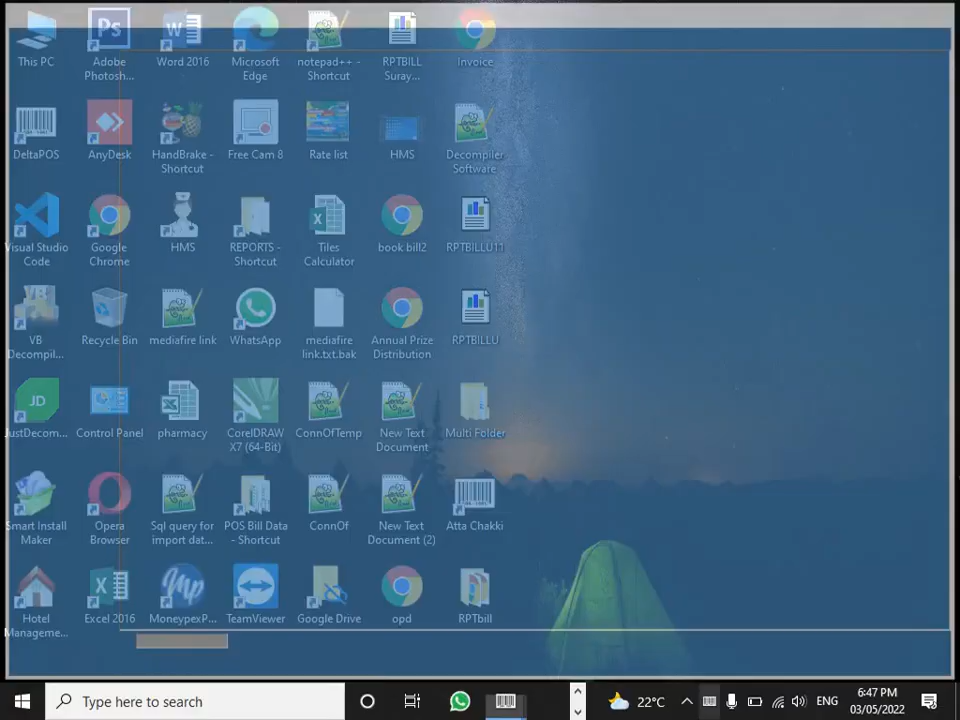 This PC
Adobe
Photosh...
Word 2016
Microsoft
Edge
notepad++ -
Shortcut
RPTBILL
Suray...
Invoice
DeltaPOS
AnyDesk
HandBrake -
Shortcut
Free Cam 8
Rate list
HMS
Decompiler
Software
Visual Studio
Code
Google
Chrome
HMS
REPORTS -
Shortcut
Tiles
Calculator
book bill2
RPTBILLU11
VB
Decompil...
Recycle Bin
mediafire link
WhatsApp
mediafire
link.txt.bak
Annual Prize
Distribution
RPTBILLU
JD
JustDecom...
Control Panel
pharmacy
CorelDRAW
X7 (64-Bit)
ConnOfTemp
New Text
Document
Multi Folder
Smart Install
Maker
Opera
Browser
Sql query for
import dat...
POS Bill Data
- Shortcut
ConnOf
New Text
Document (2)
Atta Chakki
Hotel
Manageme...
Excel 2016
MoneypexP...
TeamViewer
Google Drive
opd
RPTbill
Type here to search
22°C
ENG
6:47 PM
03/05/2022